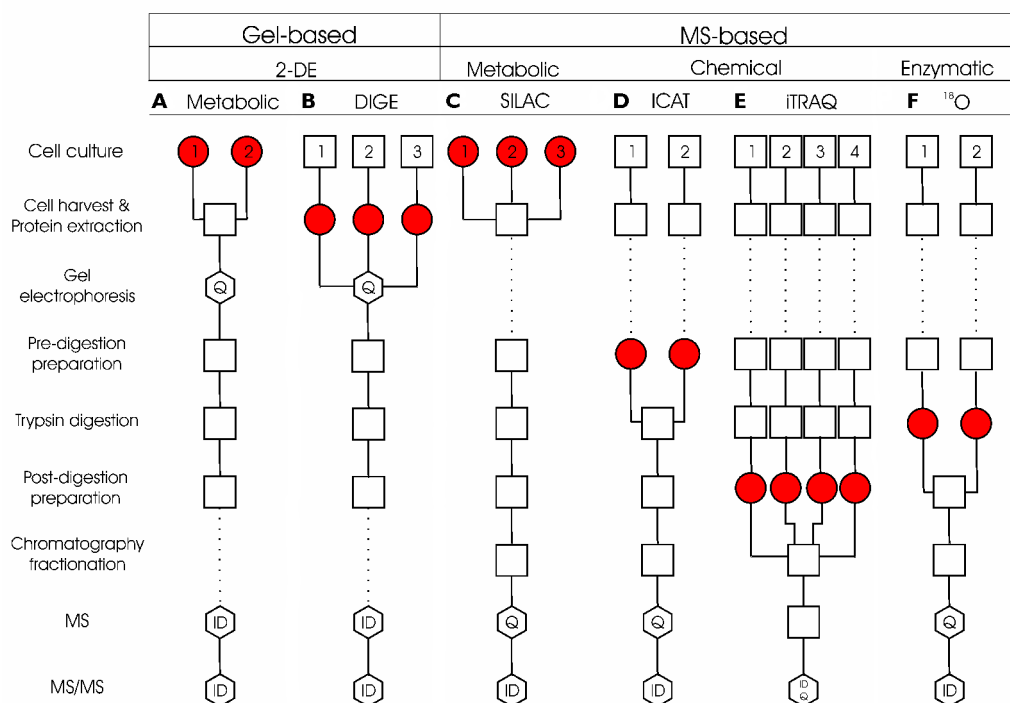 Gel-based MS-based
2-DE Metabolic Chemical Enzymatic
A Metabolic B DIGE C SILAC D ICAT E iTRAQ F ¹⁸O
Cell culture 1 2 1 2 3 1 2 3 1 2 1 2 3 4 1 2
Cell harvest &
Protein extraction
Gel
electrophoresis
Q Q
Pre-digestion
preparation
Trypsin digestion
Post-digestion
preparation
Chromatography
fractionation
MS ID ID Q Q Q
MS/MS ID ID ID ID ID Q ID